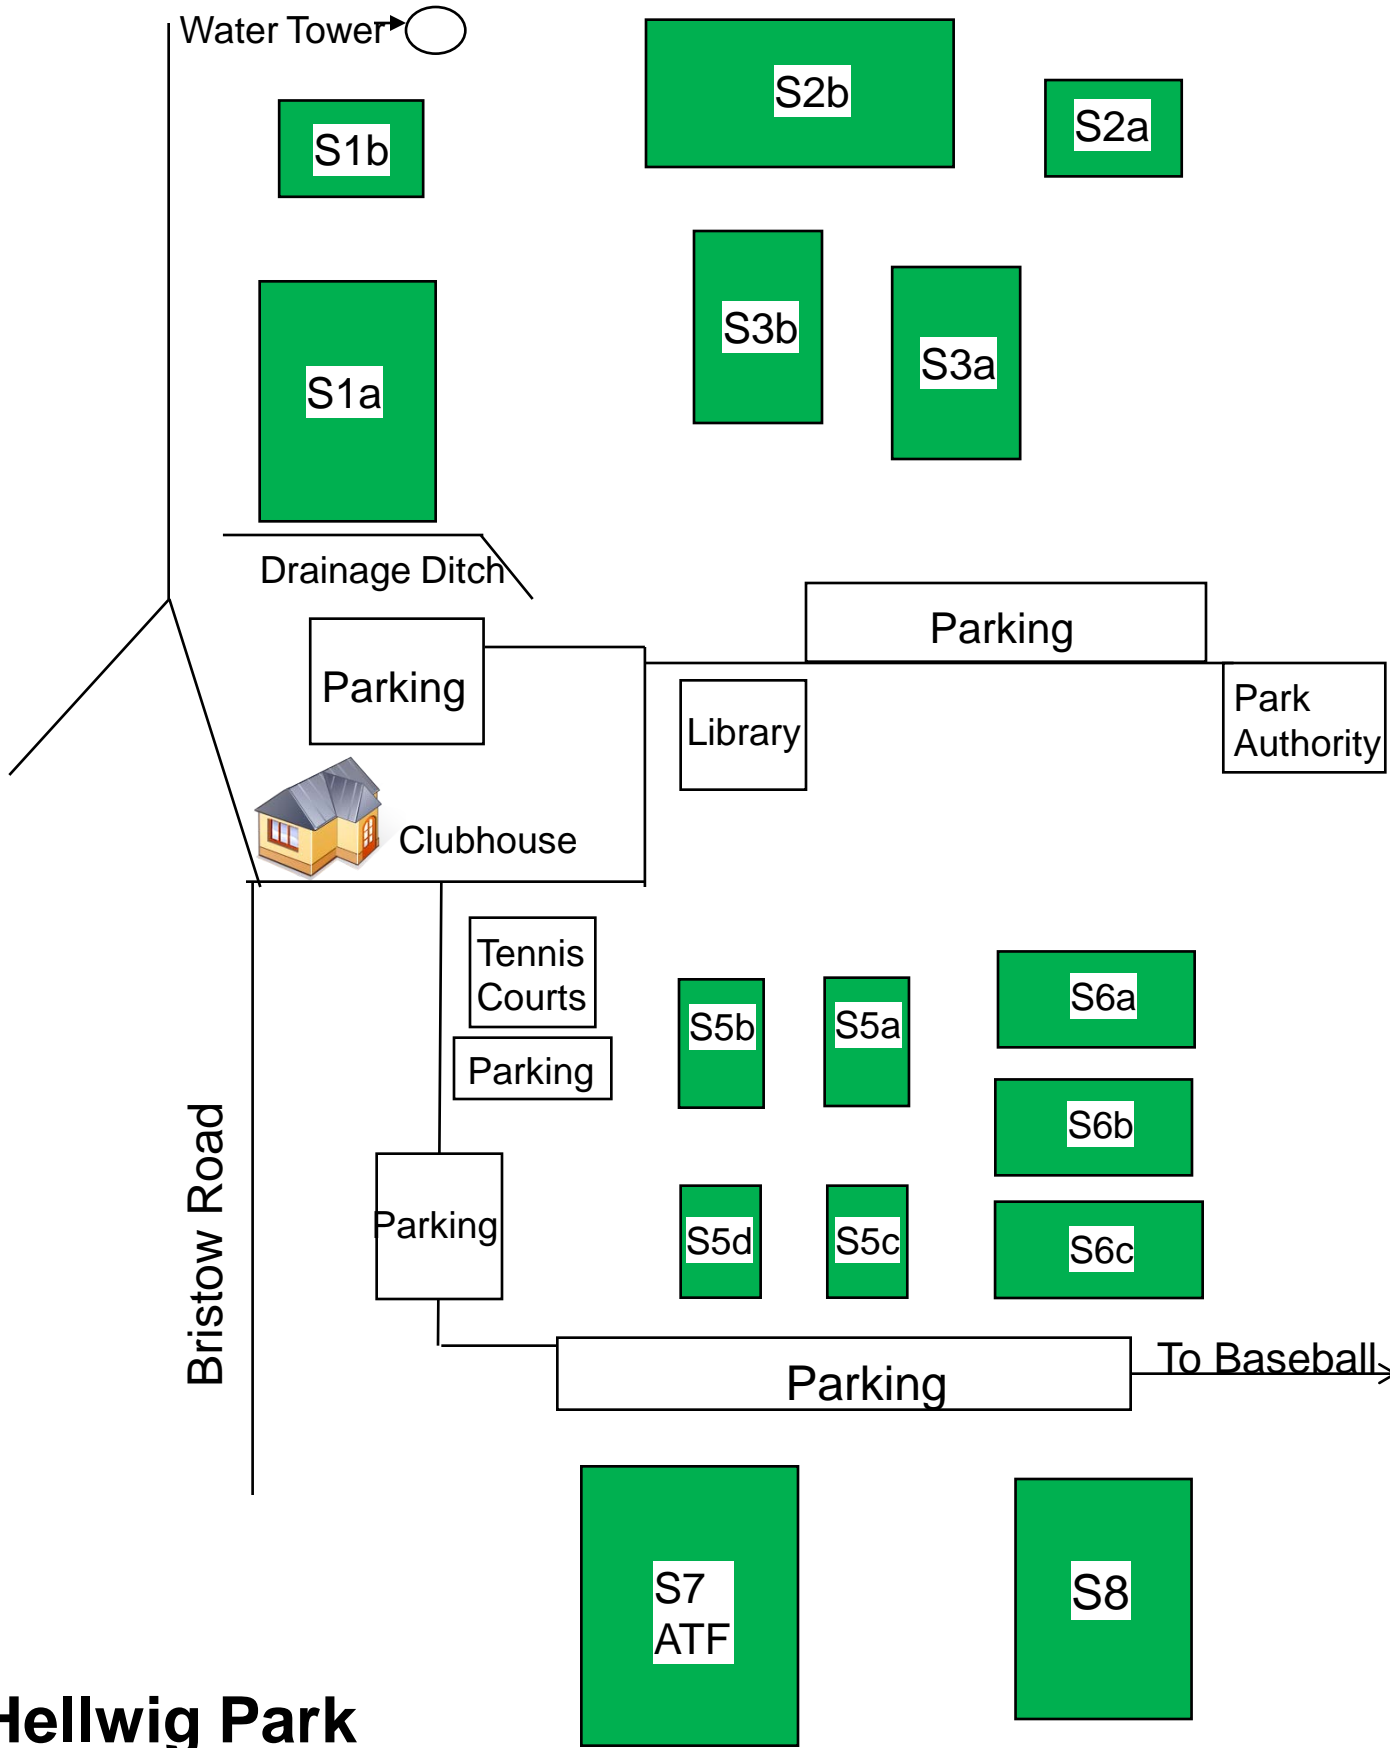 Water Tower
S2b
S2a
S1b
S3b
S3a
S1a
Drainage Ditch
Parking
Parking
Library
Park
Authority
Clubhouse
Tennis
Courts
S5b
S5a
S6a
Parking
S6b
Bristow Road
Parking
S5d
S5c
S6c
To Baseball
Parking
S7
ATF
S8
Hellwig Park